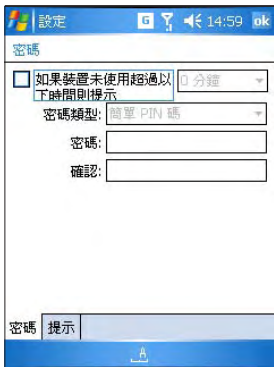 設定 G 14:59 ok
密碼
如果裝置未使用超過以 0 分鐘
下時間則提示
密碼類型: 簡單 PIN 碼
密碼:
確認:
密碼 提示
A